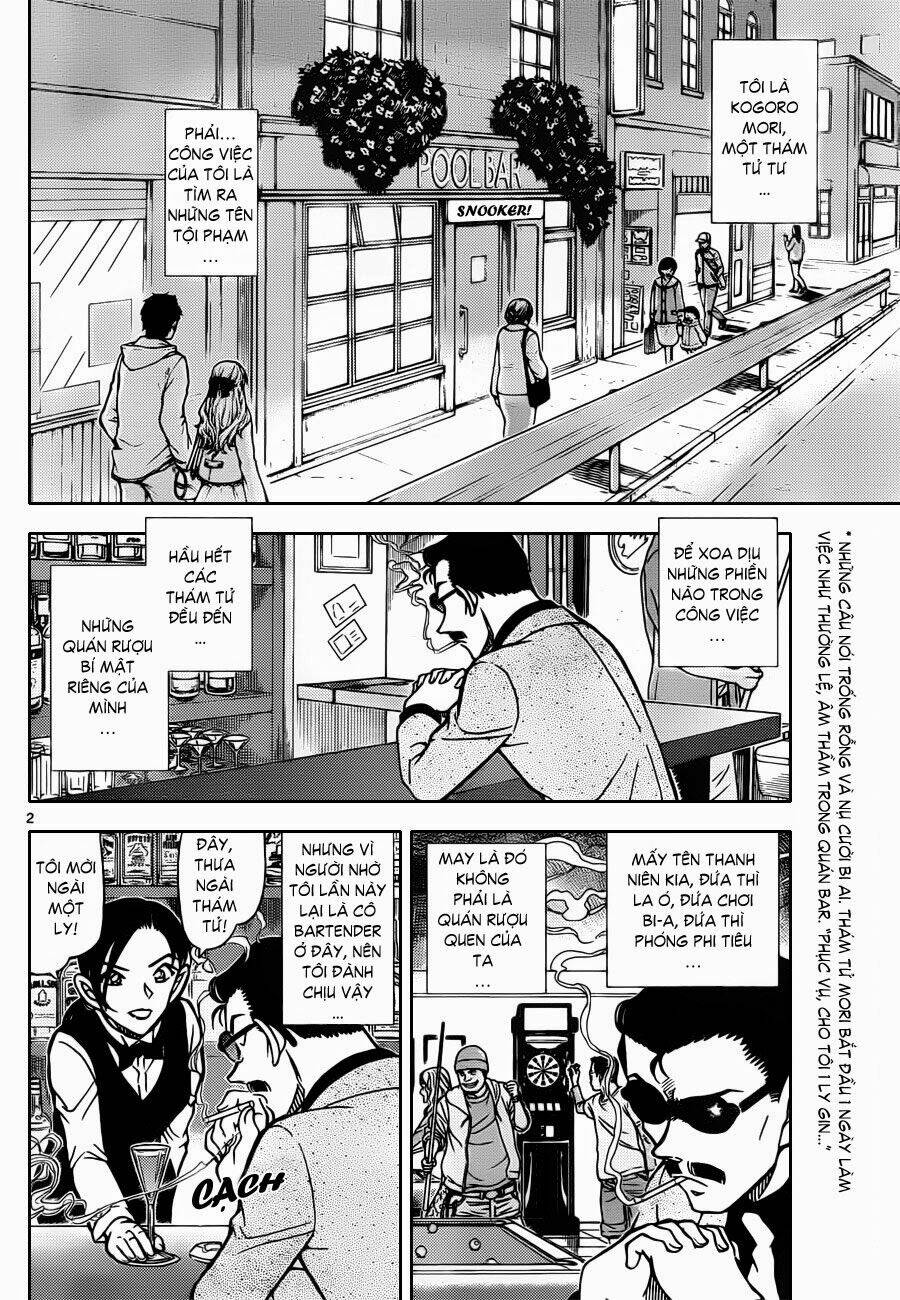 TÔI LÀ
KOGORO
MORI,
MỘT THÁM
TỬ TƯ
...
PHẢI...
CÔNG VIỆC
CỦA TÔI LÀ
TÌM RA
NHỮNG TÊN
TỘI PHẠM
...
POOL BAR
SNOOKER!
ĐỂ XOA DỊU
NHỮNG PHIỀN
NÃO TRONG
CÔNG VIỆC
...
HẦU HẾT
CÁC
THÁM TỬ
ĐỀU ĐẾN
...
NHỮNG
QUÁN RƯỢU
BÍ MẬT
RIÊNG CỦA
MÌNH
...
* NHỮNG CÂU NÓI TRỐNG RỖNG VÀ NỤ CƯỜI BI AI. THÁM TỬ MORI BẮT ĐẦU 1 NGÀY LÀM
VIỆC NHƯ THƯỜNG LỆ, ÂM THẦM TRONG QUÁN BAR. "PHỤC VỤ, CHO TÔI 1 LY GIN..."
2
MẤY TÊN THANH
NIÊN KIA, ĐỨA THÌ
LA Ó, ĐỨA CHƠI
BI-A, ĐỨA THÌ
PHÓNG PHI TIÊU
...
MAY LÀ ĐÓ
KHÔNG
PHẢI LÀ
QUÁN RƯỢU
QUEN CỦA
TA
...
NHƯNG VÌ
NGƯỜI NHỜ
TÔI LẦN NÀY
LẠI LÀ CÔ
BARTENDER
Ở ĐÂY, NÊN
TÔI ĐÀNH
CHỊU VẬY
...
ĐÂY,
THƯA
NGÀI
THÁM
TỬ!
TÔI MỜI
NGÀI
MỘT
LY!
CẠCH